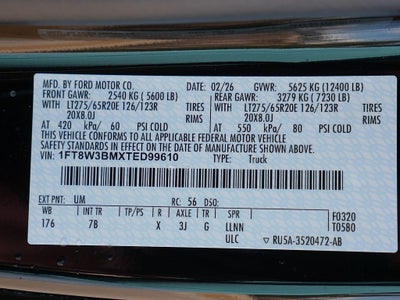 MFD. BY FORD MOTOR CO. 02/26 GVWR: 5625 KG (12400 LB)
FRONT GAWR: 2540 KG ( 5600 LB) REAR GAWR: 3279 KG ( 7230 LB)
WITH LT275/65R20E 126/123R TIRES WITH LT275/65R20E 126/123R TIRES
20X8.0J RIMS 20X8.0J RIMS
AT 420 kPa/ 60 PSI COLD AT 550 kPa/ 80 PSI COLD
THIS VEHICLE CONFORMS TO ALL APPLICABLE FEDERAL MOTOR VEHICLE
SAFETY STANDARDS IN EFFECT ON THE DATE OF MANUFACTURE SHOWN ABOVE.
VIN: 1FT8W3BMXTED99610 TYPE: Truck
EXT PNT: UM RC: 56 DSO:
WB INT TR TP/PS R AXLE TR SPR F0320
176 7B X 3J G LLNN T0580
ULC RU5A-3520472-AB